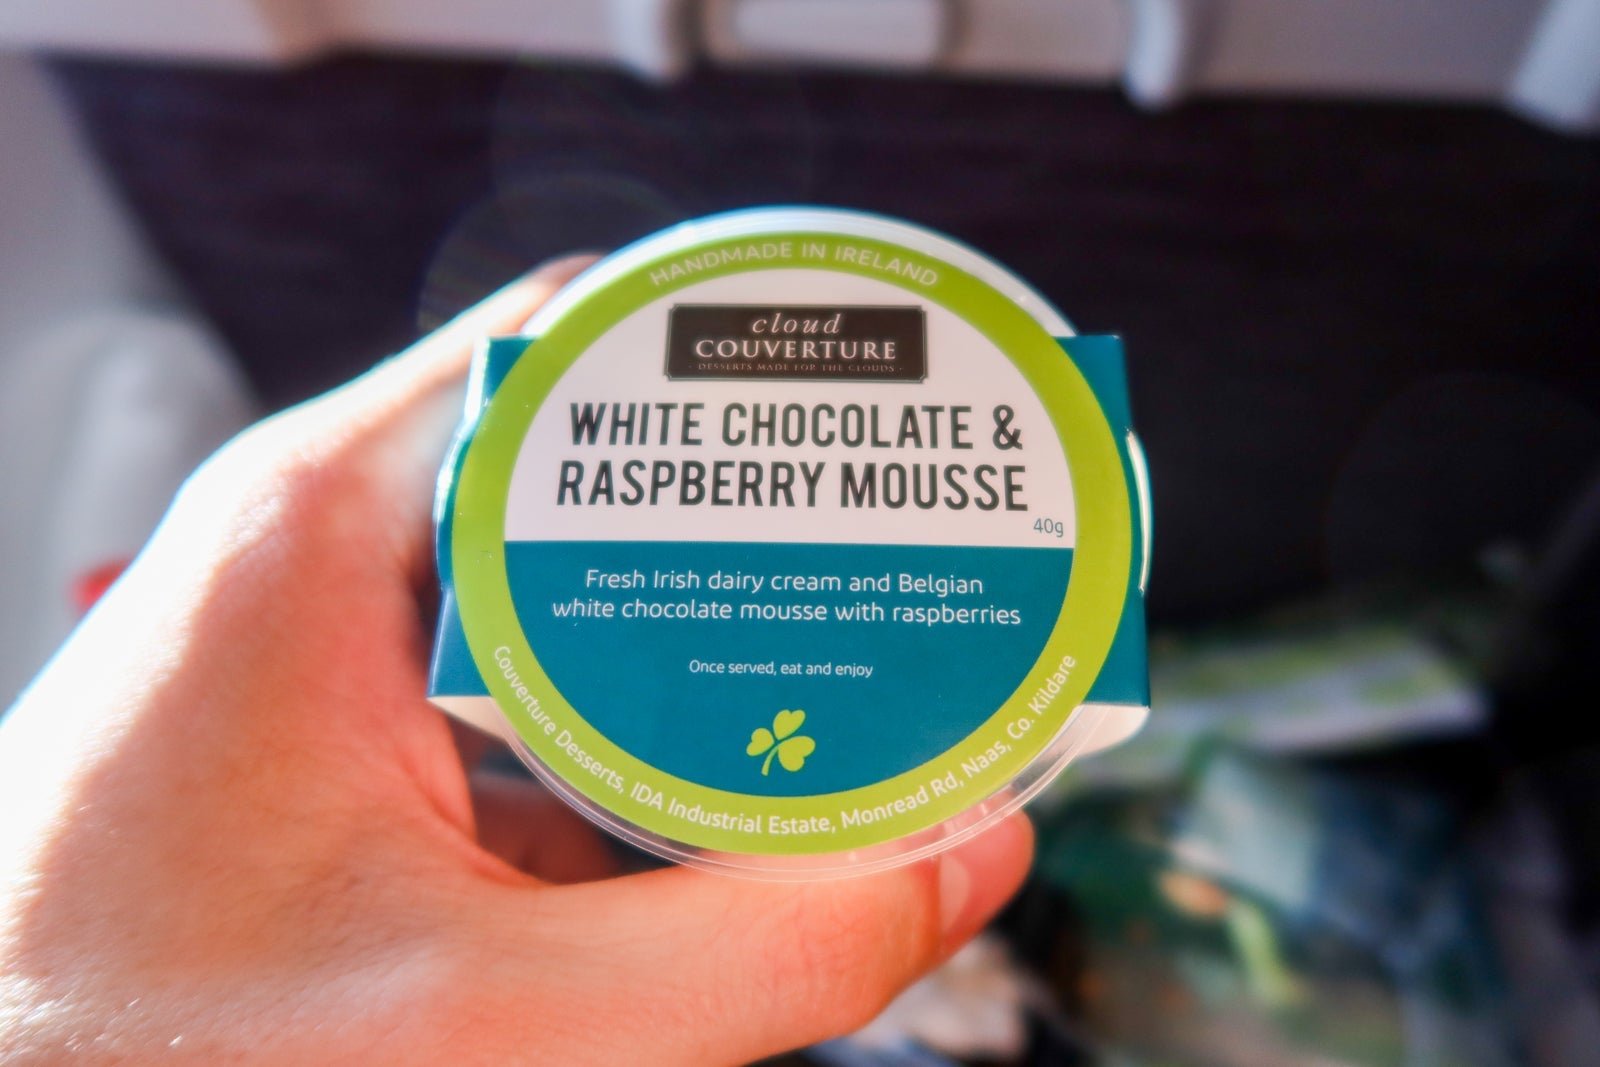 HANDMADE IN IRELAND
cloud
COUVERTURE
· DESSERTS MADE FOR THE CLOUDS ·
WHITE CHOCOLATE &
RASPBERRY MOUSSE
40g
Fresh Irish dairy cream and Belgian
white chocolate mousse with raspberries
Once served, eat and enjoy
Couverture Desserts, IDA Industrial Estate, Monread Rd, Naas, Co. Kildare